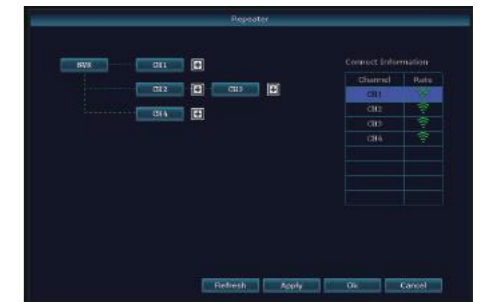 Repeater
NVR CH1
CH2 CH3
CH4
Connect Information
Channel Rate
CH1
CH2
CH3
CH4
Refresh Apply Ok Cancel